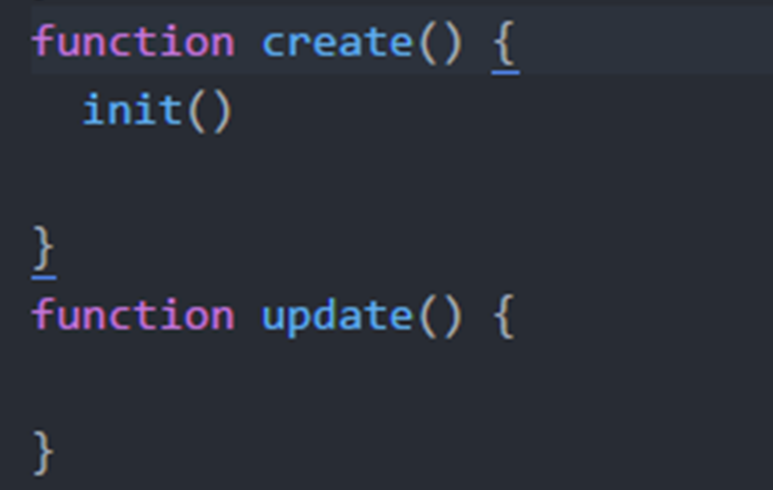 function create() {
  init()

}
function update() {

}